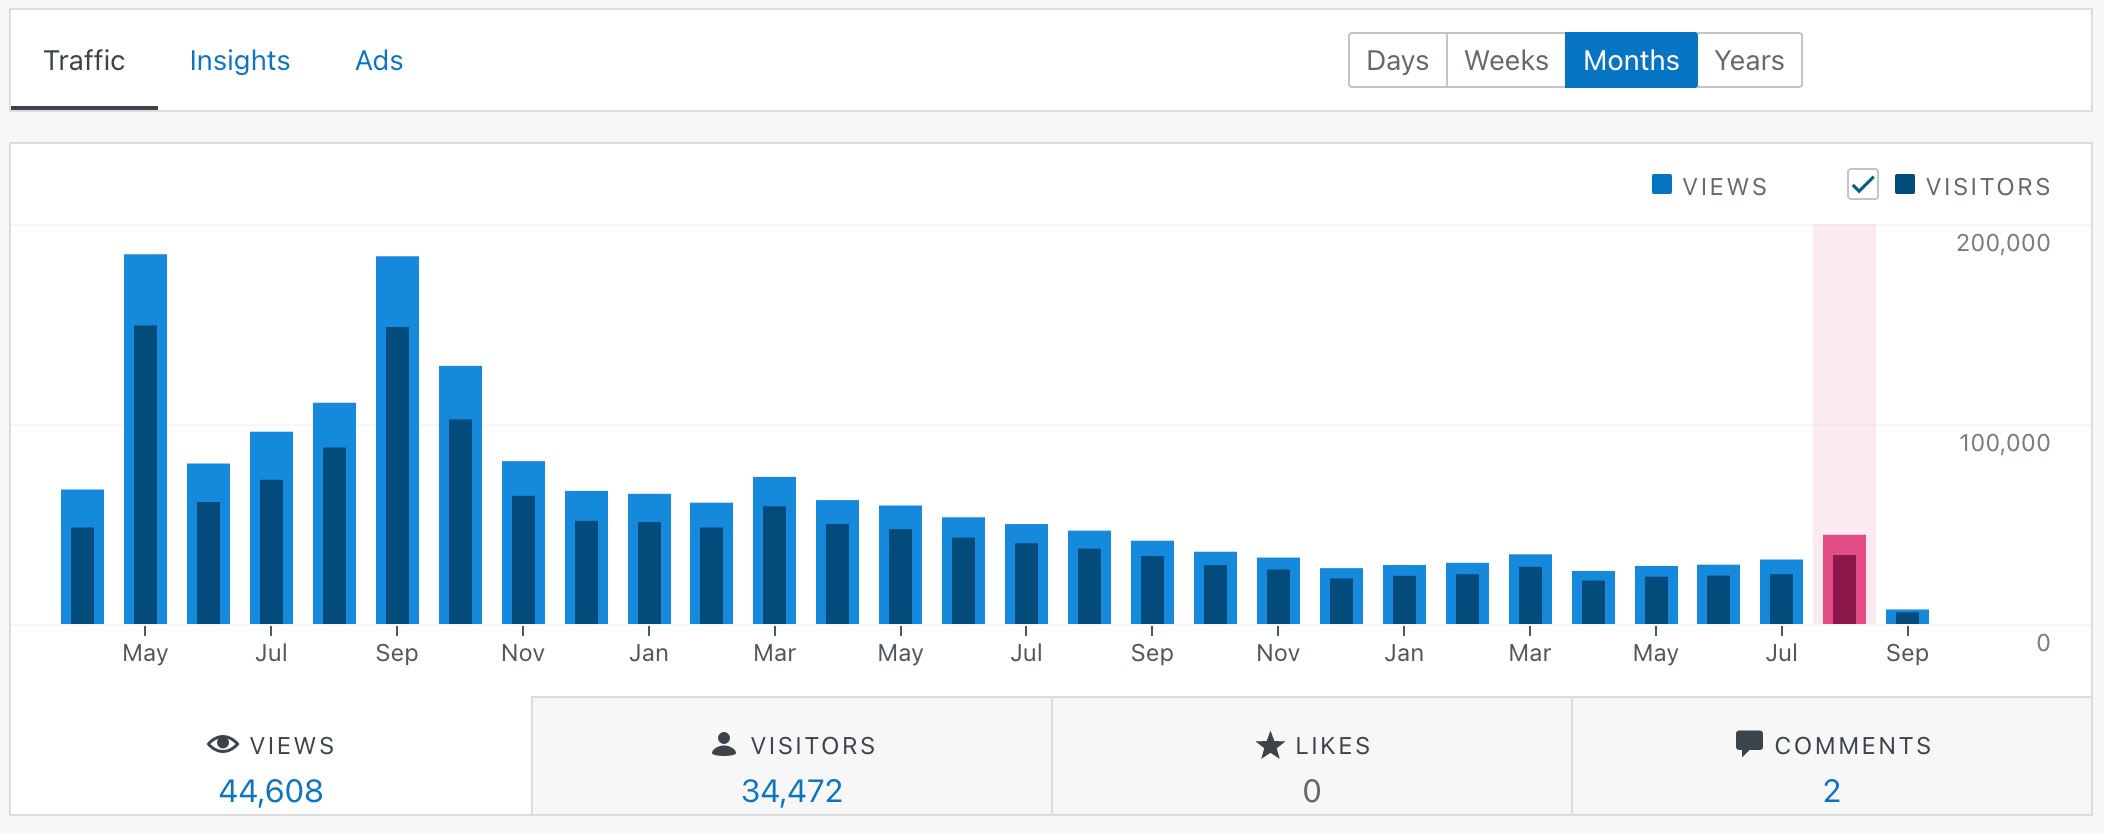 Traffic Insights Ads Days Weeks Months Years
VIEWS VISITORS
200,000
100,000
0
May Jul Sep Nov Jan Mar May Jul Sep Nov Jan Mar May Jul Sep
VIEWS VISITORS LIKES COMMENTS
44,608 34,472 0 2